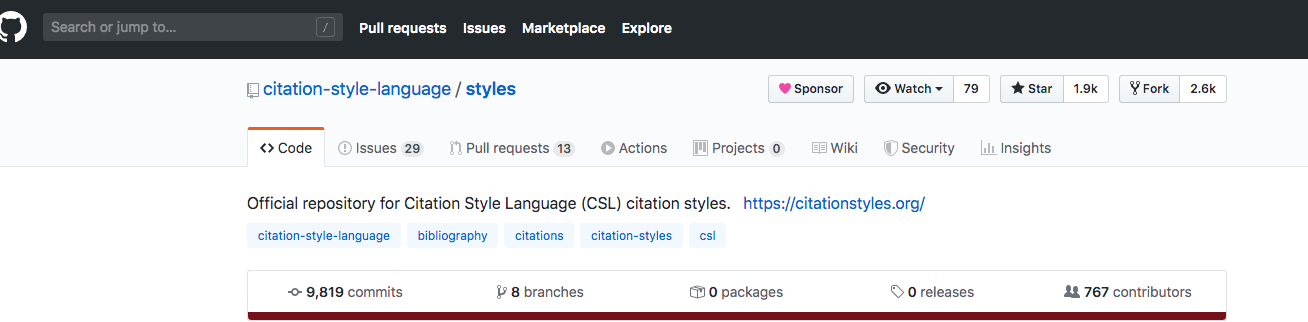 Search or jump to... / Pull requests Issues Marketplace Explore
citation-style-language / styles Sponsor Watch 79 Star 1.9k Fork 2.6k
Code Issues 29 Pull requests 13 Actions Projects 0 Wiki Security Insights
Official repository for Citation Style Language (CSL) citation styles. https://citationstyles.org/
citation-style-language bibliography citations citation-styles csl
9,819 commits 8 branches 0 packages 0 releases 767 contributors